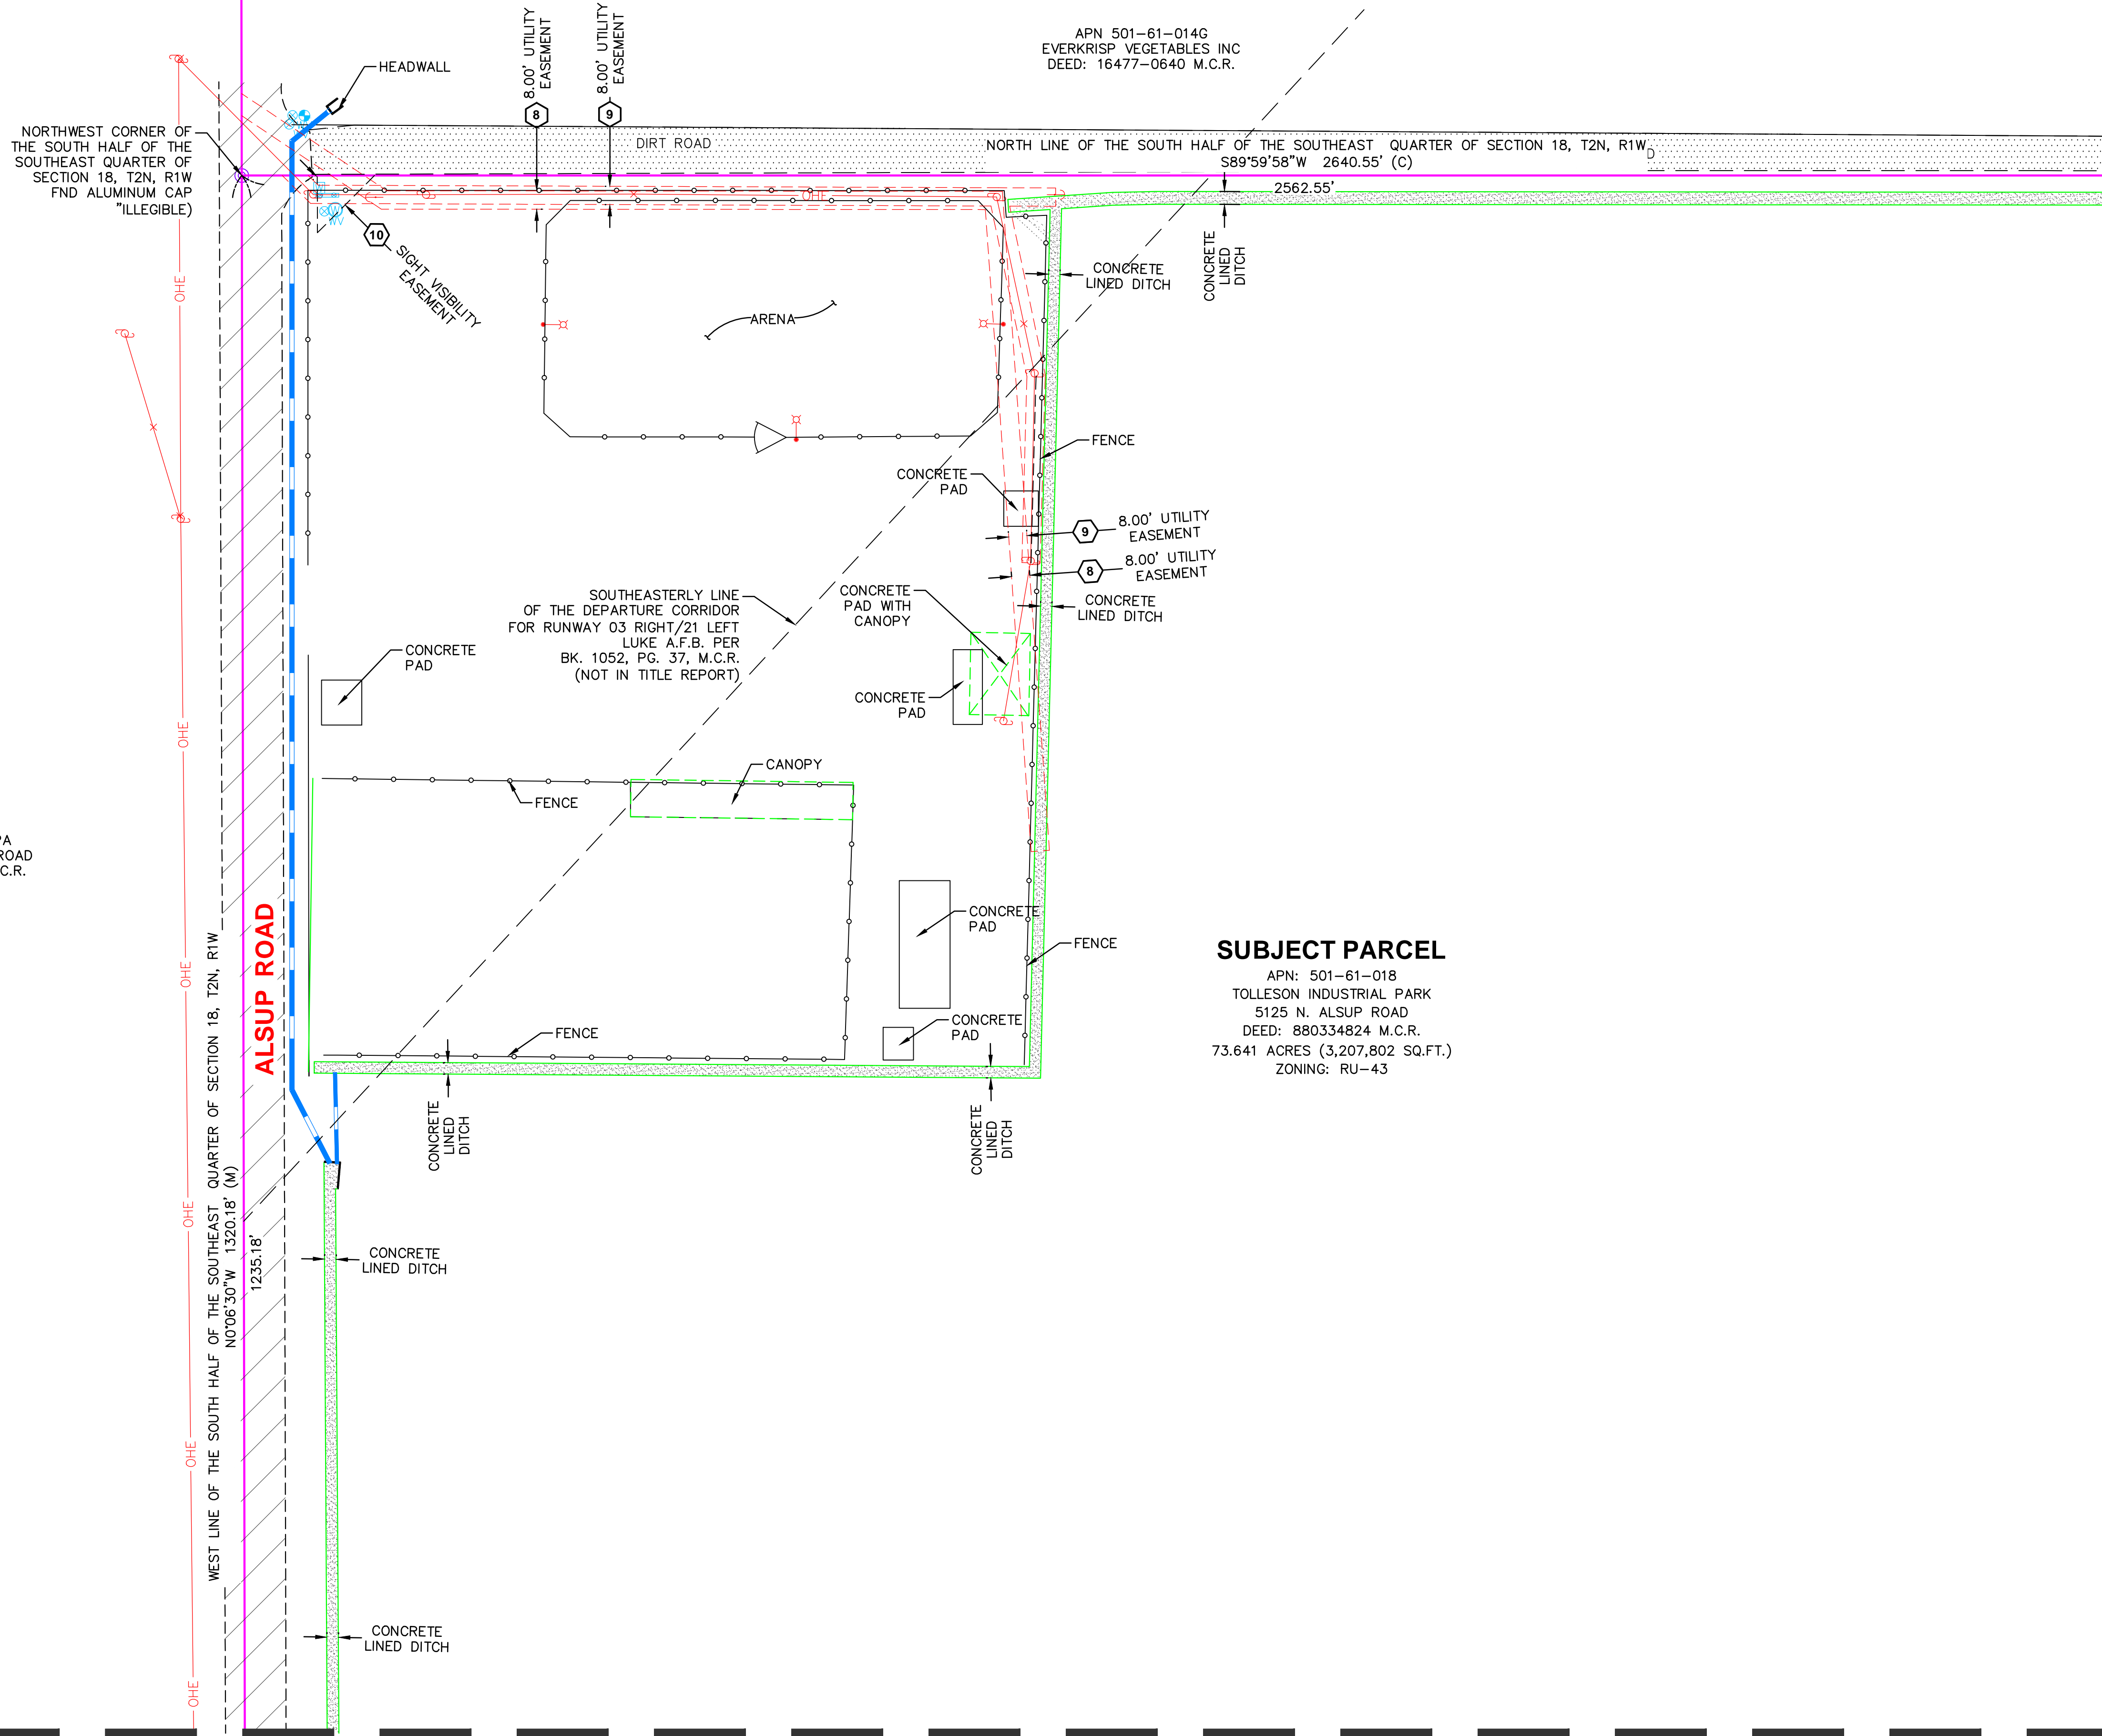 APN 501-61-014G
EVERKRISP VEGETABLES INC
DEED: 16477-0640 M.C.R.
HEADWALL
8.00' UTILITY
EASEMENT
8
8.00' UTILITY
EASEMENT
9
NORTHWEST CORNER OF
THE SOUTH HALF OF THE
SOUTHEAST QUARTER OF
SECTION 18, T2N, R1W
FND ALUMINUM CAP
"ILLEGIBLE)
DIRT ROAD
NORTH LINE OF THE SOUTH HALF OF THE SOUTHEAST QUARTER OF SECTION 18, T2N, R1W
S89°59'58"W 2640.55' (C)
2562.55'
OHE
10
SIGHT VISIBILITY
EASEMENT
WV
CONCRETE
LINED DITCH
CONCRETE
LINED
DITCH
OHE
ARENA
FENCE
CONCRETE
PAD
9
8.00' UTILITY
EASEMENT
8
8.00' UTILITY
EASEMENT
SOUTHEASTERLY LINE
OF THE DEPARTURE CORRIDOR
FOR RUNWAY 03 RIGHT/21 LEFT
LUKE A.F.B. PER
BK. 1052, PG. 37, M.C.R.
(NOT IN TITLE REPORT)
CONCRETE
PAD WITH
CANOPY
CONCRETE
LINED DITCH
CONCRETE
PAD
CONCRETE
PAD
OHE
CANOPY
FENCE
PA
ROAD
C.R.
ALSUP ROAD
CONCRETE
PAD
FENCE
SUBJECT PARCEL
APN: 501-61-018
TOLLESON INDUSTRIAL PARK
5125 N. ALSUP ROAD
DEED: 880334824 M.C.R.
73.641 ACRES (3,207,802 SQ.FT.)
ZONING: RU-43
OHE
FENCE
CONCRETE
PAD
CONCRETE
LINED
DITCH
CONCRETE
LINED
DITCH
WEST LINE OF THE SOUTH HALF OF THE SOUTHEAST QUARTER OF SECTION 18, T2N, R1W
N0°06'30"W 1320.18' (M)
1235.18'
OHE
CONCRETE
LINED DITCH
OHE
CONCRETE
LINED DITCH
OHE